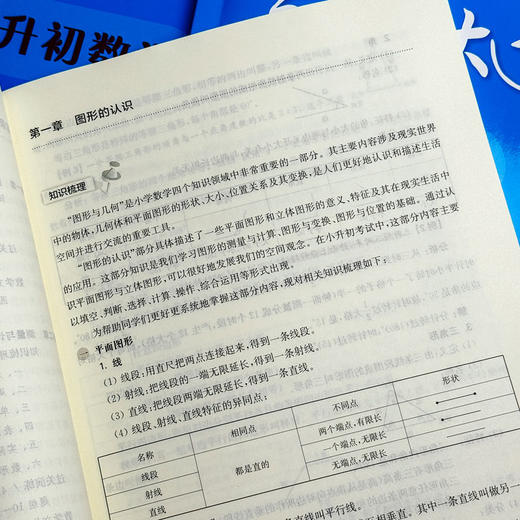 升初数
第一章 图形的认识
知识梳理
“图形与几何”是小学数学四个知识领域中非常重要的一部分。其主要内容涉及现实世界
中的物体、几何体和平面图形的形状、大小、位置关系及其变换,是人们更好地认识和描述生活
空间并进行交流的重要工具。
“图形的认识”部分具体描述了一些平面图形和立体图形的意义、特征及其在现实生活中
的应用。这部分知识是我们学习图形的测量与计算、图形与变换、图形与位置的基础。通过认
识平面图形与立体图形,可以很好地发展我们的空间观念。在小升初考试中,这部分内容主要
以填空、判断、选择、计算、操作、综合运用等形式出现。
为帮助同学们更好更系统地掌握这部分内容,现对相关知识梳理如下:
一 平面图形
1. 线
(1) 线段:用直尺把两点连接起来,得到一条线段。
(2) 射线:把线段的一端无限延长,得到一条射线。
(3) 直线:把线段两端无限延长,得到一条直线。
(4) 线段、射线、直线特征的异同点:
名称 相同点 不同点 形状
线段 都是直的 两个端点,有限长
射线 一个端点,无限长
直线 无端点,无限长
线叫平行线。
相垂直。其中一条直线叫做另一